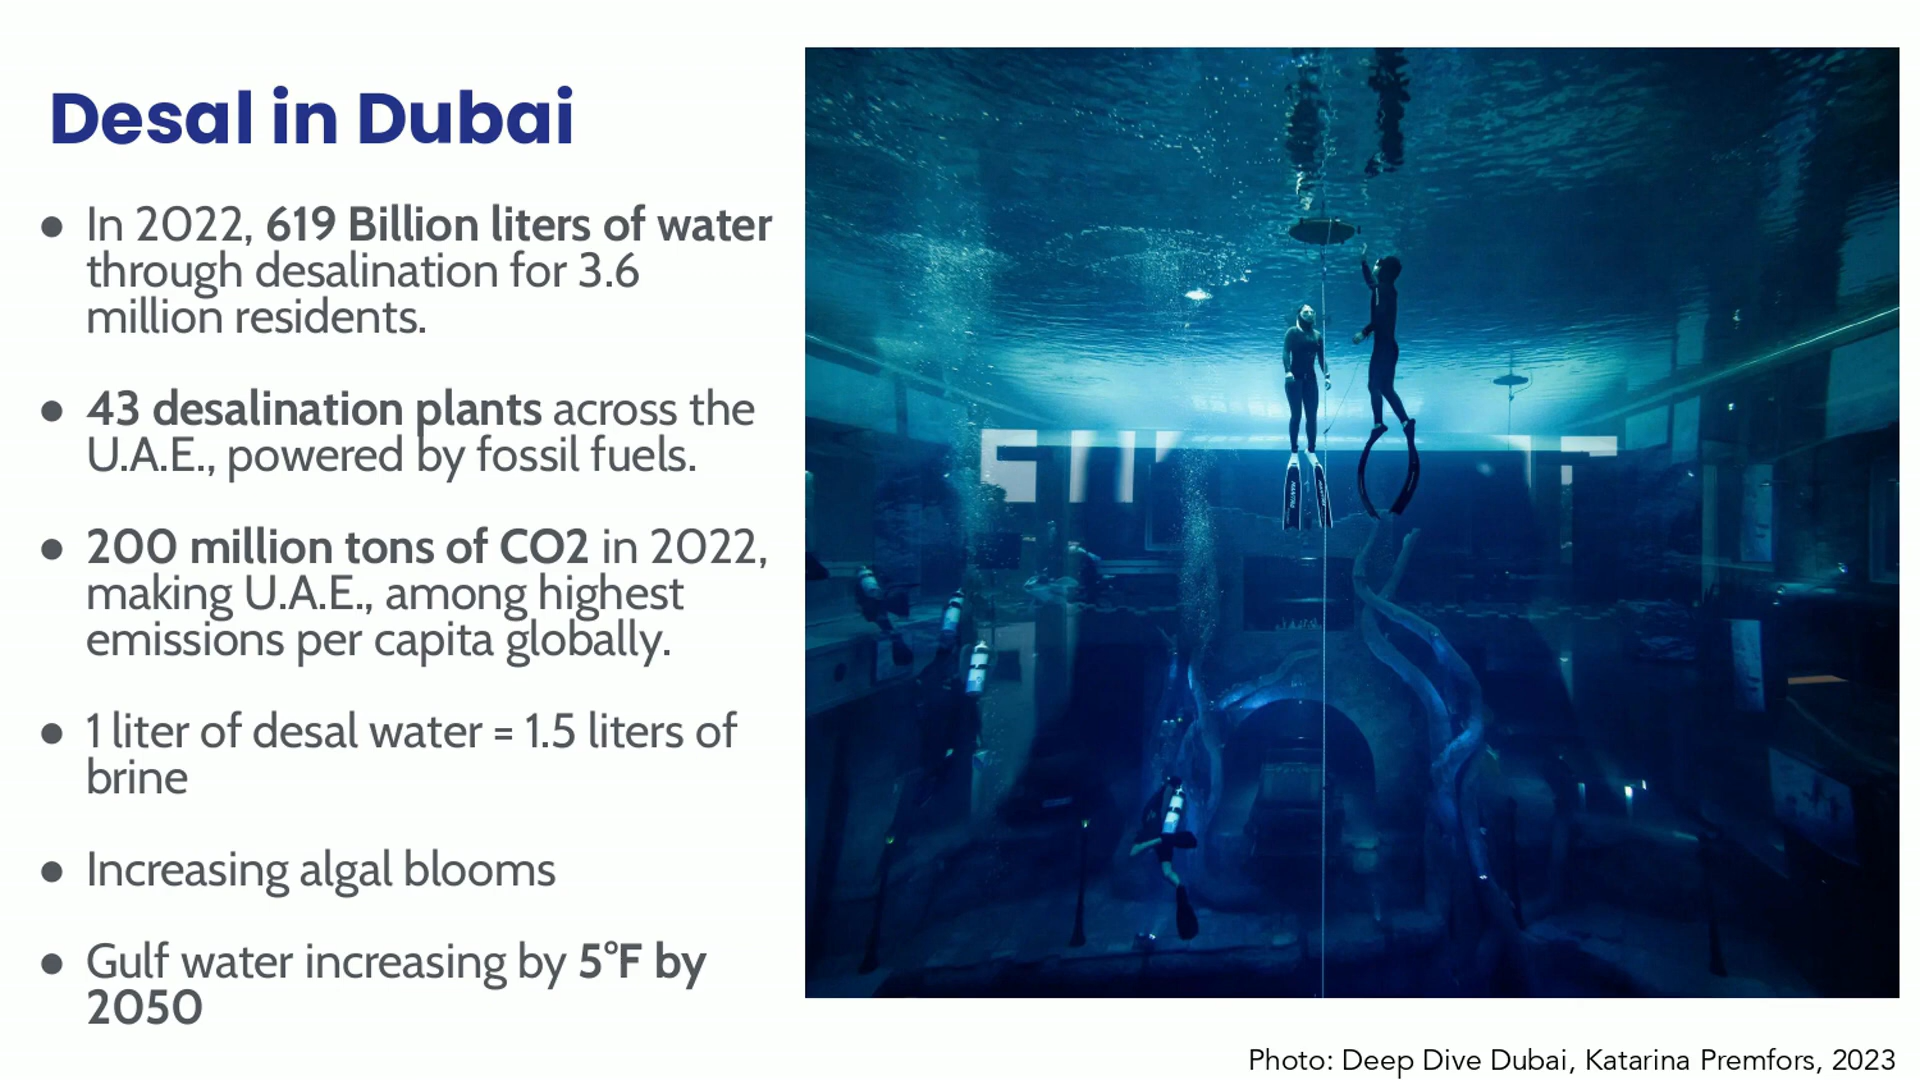 Desal in Dubai
● In 2022, 619 Billion liters of water
through desalination for 3.6
million residents.
● 43 desalination plants across the
U.A.E., powered by fossil fuels.
● 200 million tons of CO2 in 2022,
making U.A.E., among highest
emissions per capita globally.
● 1 liter of desal water = 1.5 liters of
brine
● Increasing algal blooms
● Gulf water increasing by 5°F by
2050
Photo: Deep Dive Dubai, Katarina Premfors, 2023